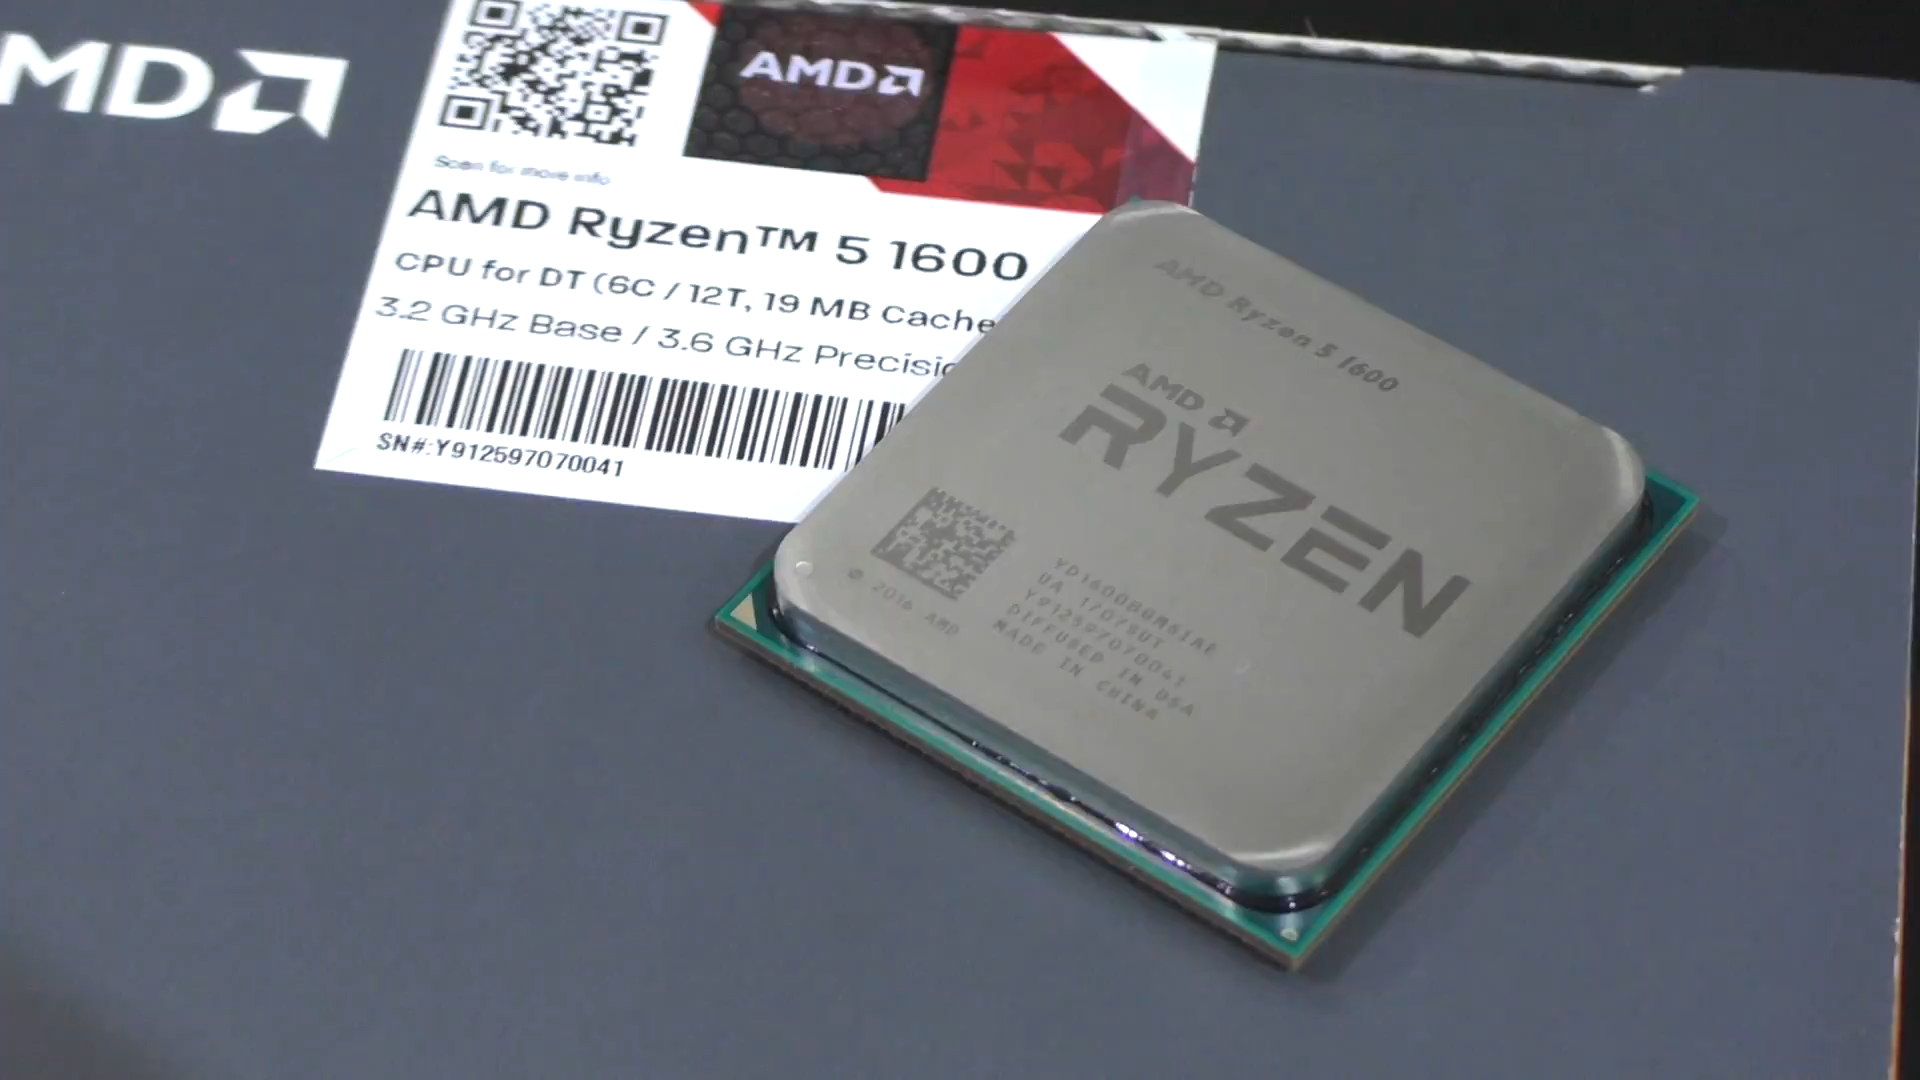 AMD
AMD
Scan for more info
AMD Ryzen™ 5 1600
CPU for DT (6C / 12T, 19 MB Cache
3.2 GHz Base / 3.6 GHz Precisi
SN#:Y912597070041
AMD Ryzen 5 1600
AMD
RYZEN
© 2016 AMD
YD1600BBM6IAE
UA 1707SUT
Y912597070041
DIFFUSED IN USA
MADE IN CHINA